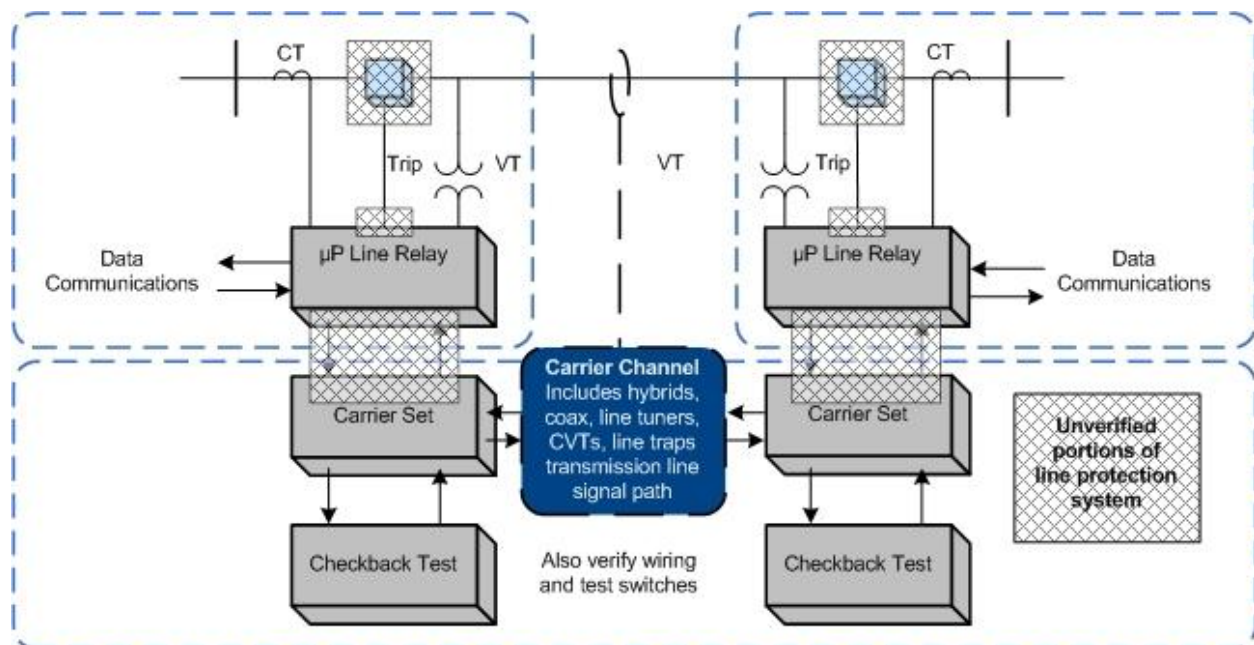 CT
CT
Trip
VT
VT
Trip
µP Line Relay
µP Line Relay
Data
Communications
Data
Communications
Carrier Channel
Includes hybrids,
coax, line tuners,
CVTs, line traps
transmission line
signal path
Carrier Set
Carrier Set
Unverified
portions of
line protection
system
Checkback Test
Also verify wiring
and test switches
Checkback Test